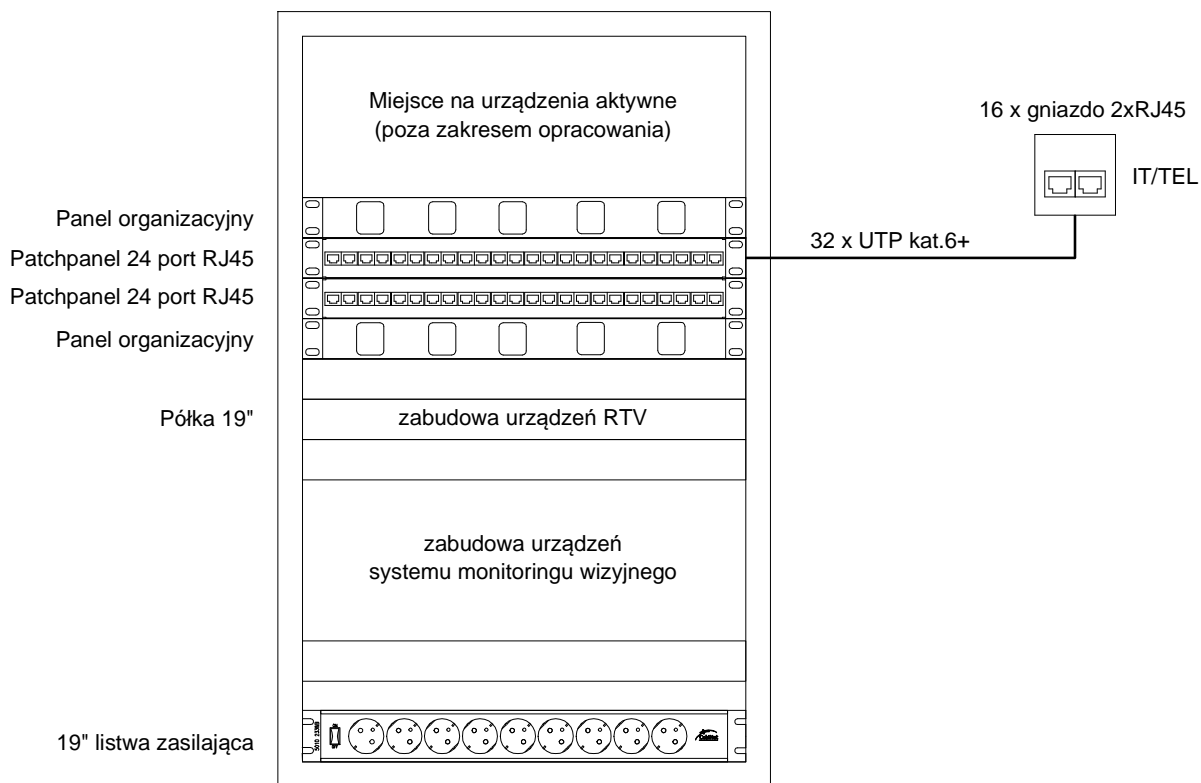 Miejsce na urządzenia aktywne
(poza zakresem opracowania)
16 x gniazdo 2xRJ45
IT/TEL
Panel organizacyjny
Patchpanel 24 port RJ45
32 x UTP kat.6+
Patchpanel 24 port RJ45
Panel organizacyjny
Półka 19"
zabudowa urządzeń RTV
zabudowa urządzeń
systemu monitoringu wizyjnego
19" listwa zasilająca